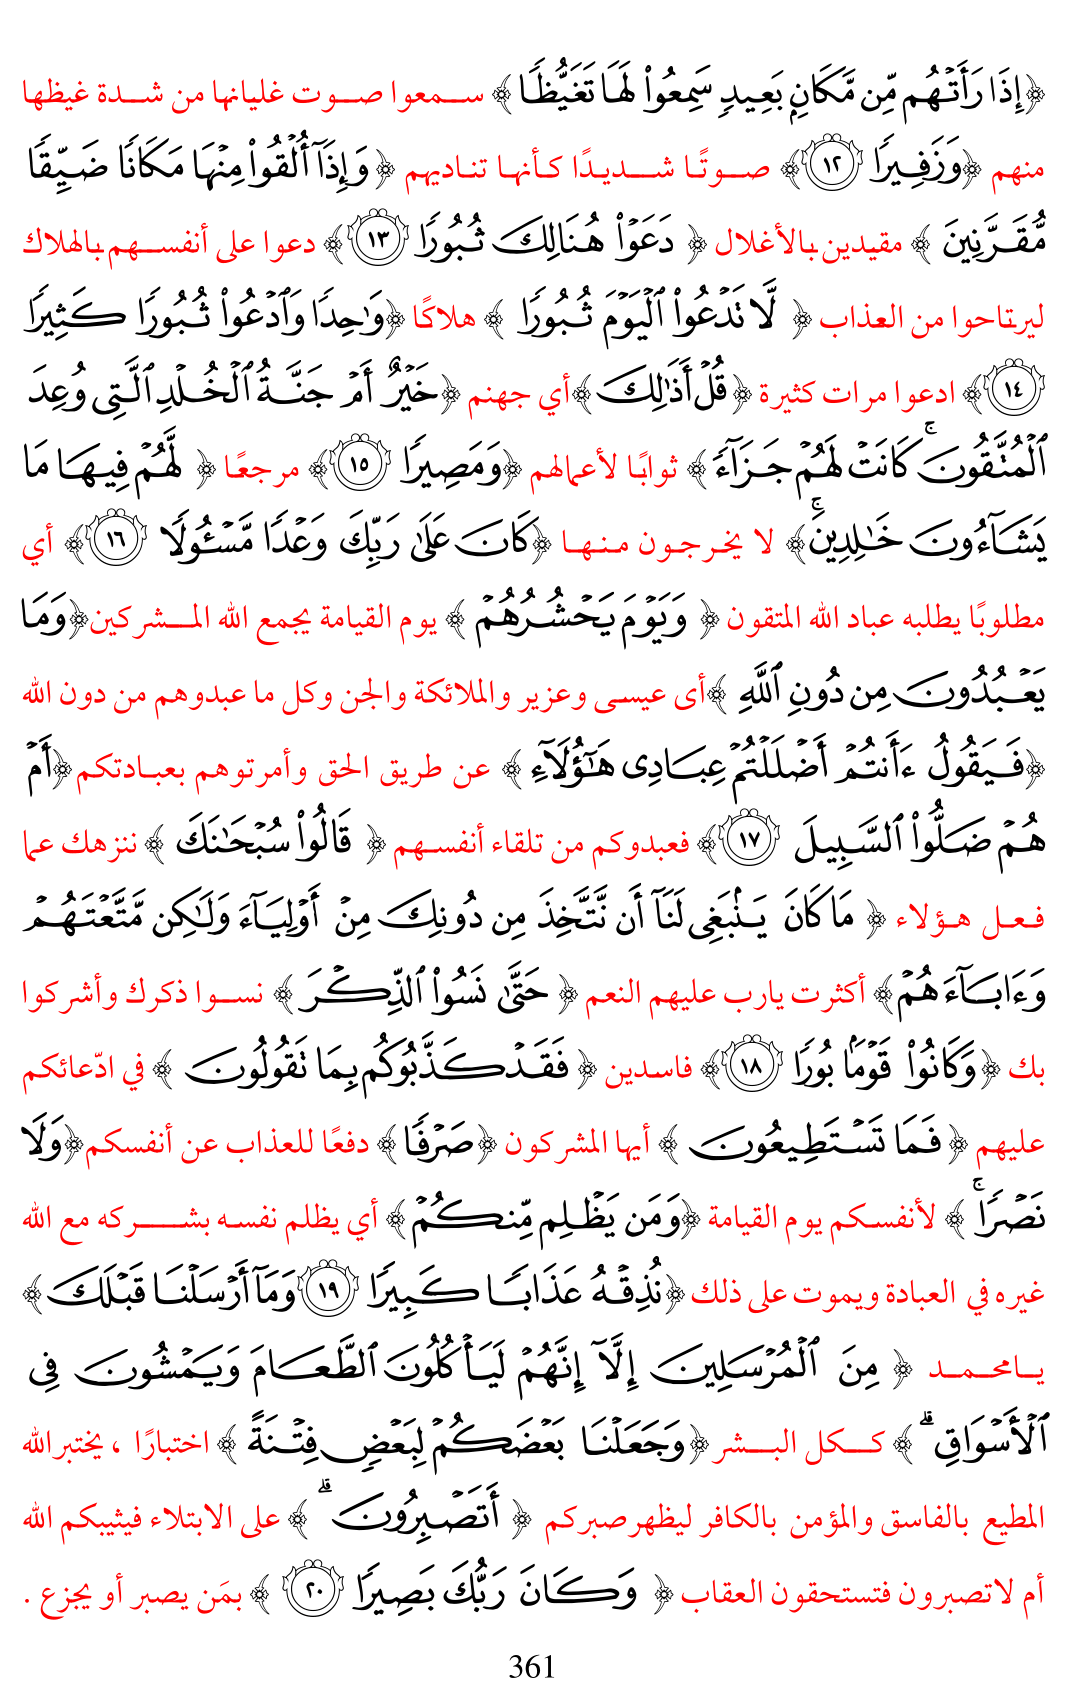 ﴿إِذَا رَأَتْهُم مِّن مَّكَانٍۭ بَعِيدٍ سَمِعُوا۟ لَهَا تَغَيُّظًا﴾ سمعوا صوت غليانها من شدة غيظها
منهم ﴿وَزَفِيرًا ١٢﴾ صوتًا شديدًا كأنها تناديهم ﴿وَإِذَآ أُلْقُوا۟ مِنْهَا مَكَانًا ضَيِّقًا
مُّقَرَّنِينَ﴾ مقيدين بالأغلال ﴿دَعَوْا۟ هُنَالِكَ ثُبُورًا ١٣﴾ دعوا على أنفسهم بالهلاك
ليرتاحوا من العذاب ﴿لَّا تَدْعُوا۟ ٱلْيَوْمَ ثُبُورًا﴾ هلاكًا ﴿وَٰحِدًا وَٱدْعُوا۟ ثُبُورًا كَثِيرًا
١٤﴾ ادعوا مرات كثيرة ﴿قُلْ أَذَٰلِكَ﴾ أي جهنم ﴿خَيْرٌ أَمْ جَنَّةُ ٱلْخُلْدِ ٱلَّتِى وُعِدَ
ٱلْمُتَّقُونَ ۚ كَانَتْ لَهُمْ جَزَآءً﴾ ثوابًا لأعمالهم ﴿وَمَصِيرًا ١٥﴾ مرجعًا ﴿لَّهُمْ فِيهَا مَا
يَشَآءُونَ خَٰلِدِينَ ۚ﴾ لا يخرجون منها ﴿كَانَ عَلَىٰ رَبِّكَ وَعْدًا مَّسْـُٔولًا ١٦﴾ أي
مطلوبًا يطلبه عباد الله المتقون ﴿وَيَوْمَ يَحْشُرُهُمْ﴾ يوم القيامة يجمع الله المشركين ﴿وَمَا
يَعْبُدُونَ مِن دُونِ ٱللَّهِ﴾ أى عيسى وعزير والملائكة والجن وكل ما عبدوهم من دون الله
﴿فَيَقُولُ ءَأَنتُمْ أَضْلَلْتُمْ عِبَادِى هَٰٓؤُلَآءِ﴾ عن طريق الحق وأمرتوهم بعبادتكم ﴿أَمْ
هُمْ ضَلُّوا۟ ٱلسَّبِيلَ ١٧﴾ فعبدوكم من تلقاء أنفسهم ﴿قَالُوا۟ سُبْحَٰنَكَ﴾ ننزهك عما
فعل هؤلاء ﴿مَا كَانَ يَنۢبَغِى لَنَآ أَن نَّتَّخِذَ مِن دُونِكَ مِنْ أَوْلِيَآءَ وَلَٰكِن مَّتَّعْتَهُمْ
وَءَابَآءَهُمْ﴾ أكثرت يارب عليهم النعم ﴿حَتَّىٰ نَسُوا۟ ٱلذِّكْرَ﴾ نسوا ذكرك وأشركوا
بك ﴿وَكَانُوا۟ قَوْمًۢا بُورًا ١٨﴾ فاسدين ﴿فَقَدْ كَذَّبُوكُم بِمَا تَقُولُونَ﴾ في ادّعائكم
عليهم ﴿فَمَا تَسْتَطِيعُونَ﴾ أيها المشركون ﴿صَرْفًا﴾ دفعًا للعذاب عن أنفسكم ﴿وَلَا
نَصْرًا ۚ﴾ لأنفسكم يوم القيامة ﴿وَمَن يَظْلِم مِّنكُمْ﴾ أي يظلم نفسه بشركه مع الله
غيره في العبادة ويموت على ذلك ﴿نُذِقْهُ عَذَابًا كَبِيرًا ١٩ وَمَآ أَرْسَلْنَا قَبْلَكَ﴾
يامحمد ﴿مِنَ ٱلْمُرْسَلِينَ إِلَّآ إِنَّهُمْ لَيَأْكُلُونَ ٱلطَّعَامَ وَيَمْشُونَ فِى
ٱلْأَسْوَاقِ ۗ﴾ ككل البشر ﴿وَجَعَلْنَا بَعْضَكُمْ لِبَعْضٍ فِتْنَةً﴾ اختبارًا ، يختبر الله
المطيع بالفاسق والمؤمن بالكافر ليظهر صبركم ﴿أَتَصْبِرُونَ ۗ﴾ على الابتلاء فيثيبكم الله
أم لاتصبرون فتستحقون العقاب ﴿وَكَانَ رَبُّكَ بَصِيرًا ٢٠﴾ بمَن يصبر أو يجزع .
361